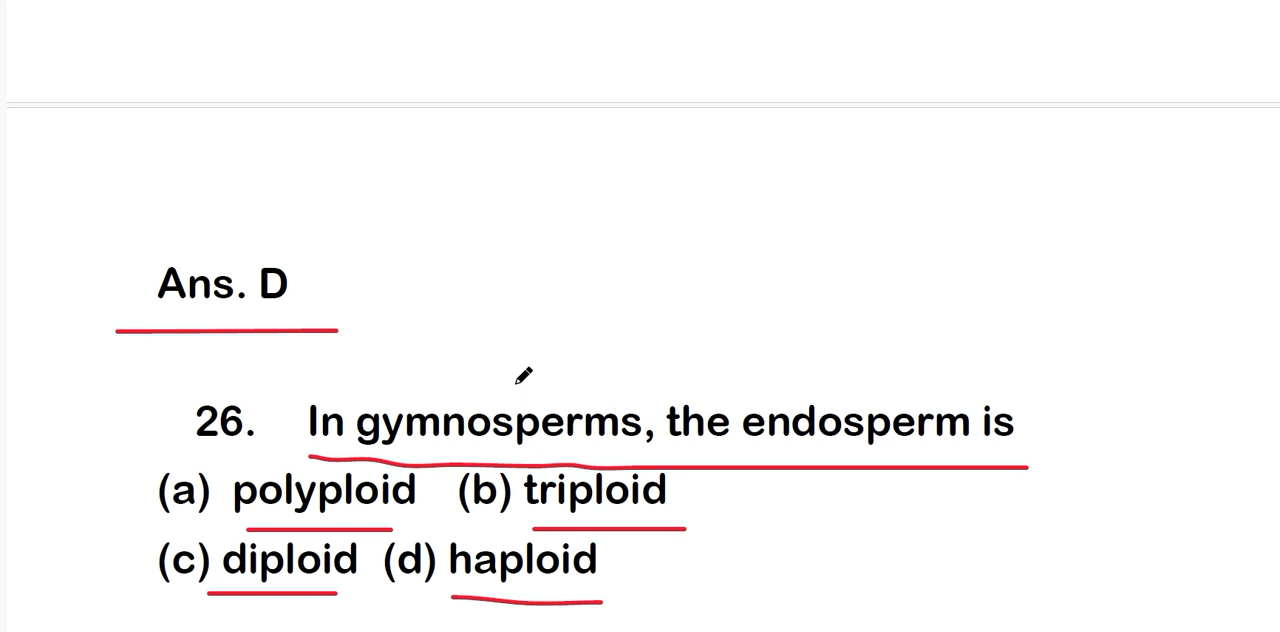 Ans. D
26. In gymnosperms, the endosperm is
(a) polyploid (b) triploid
(c) diploid (d) haploid